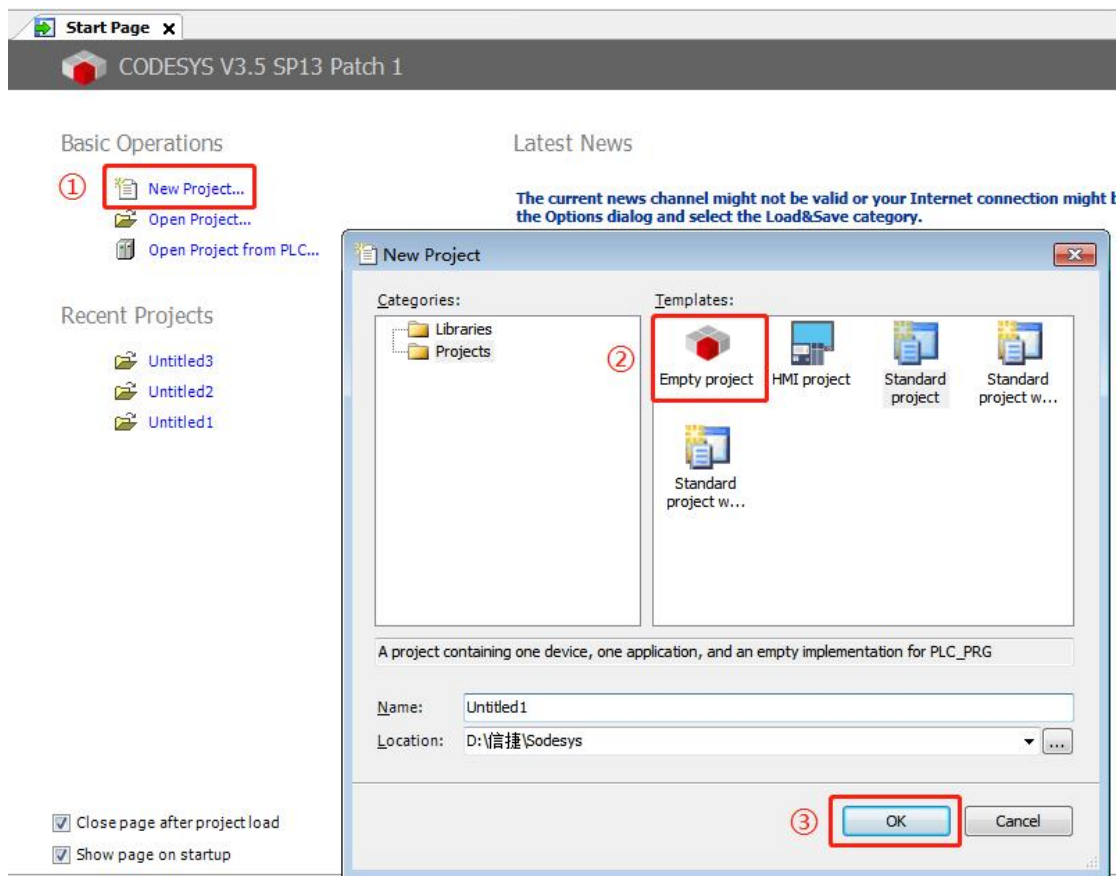 Start Page
CODESYS V3.5 SP13 Patch 1
Basic Operations
① New Project...
Open Project...
Open Project from PLC...
Recent Projects
Untitled3
Untitled2
Untitled1
Latest News
The current news channel might not be valid or your Internet connection might
the Options dialog and select the Load&Save category.
New Project
Categories:
Libraries
Projects
Templates:
②
Empty project
HMI project
Standard
project
Standard
project w...
Standard
project w...
A project containing one device, one application, and an empty implementation for PLC_PRG
Name: Untitled1
Location: D:\信捷\Sodesys
...
③ OK
Cancel
Close page after project load
Show page on startup